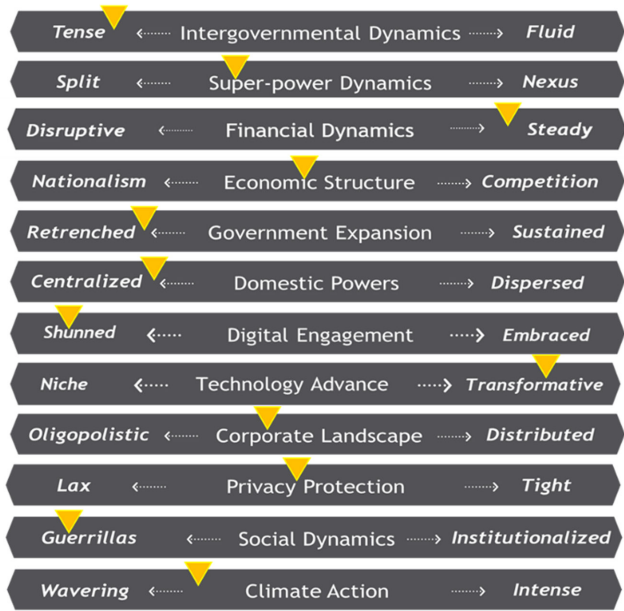 Tense Intergovernmental Dynamics Fluid
Split Super-power Dynamics Nexus
Disruptive Financial Dynamics Steady
Nationalism Economic Structure Competition
Retrenched Government Expansion Sustained
Centralized Domestic Powers Dispersed
Shunned Digital Engagement Embraced
Niche Technology Advance Transformative
Oligopolistic Corporate Landscape Distributed
Lax Privacy Protection Tight
Guerrillas Social Dynamics Institutionalized
Wavering Climate Action Intense